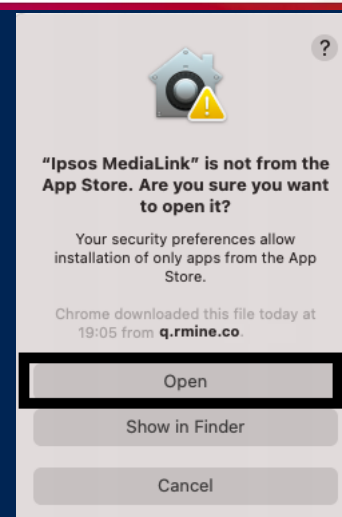 ?
“Ipsos MediaLink” is not from the
App Store. Are you sure you want
to open it?
Your security preferences allow
installation of only apps from the App
Store.
Chrome downloaded this file today at
19:05 from q.rmine.co.
Open
Show in Finder
Cancel